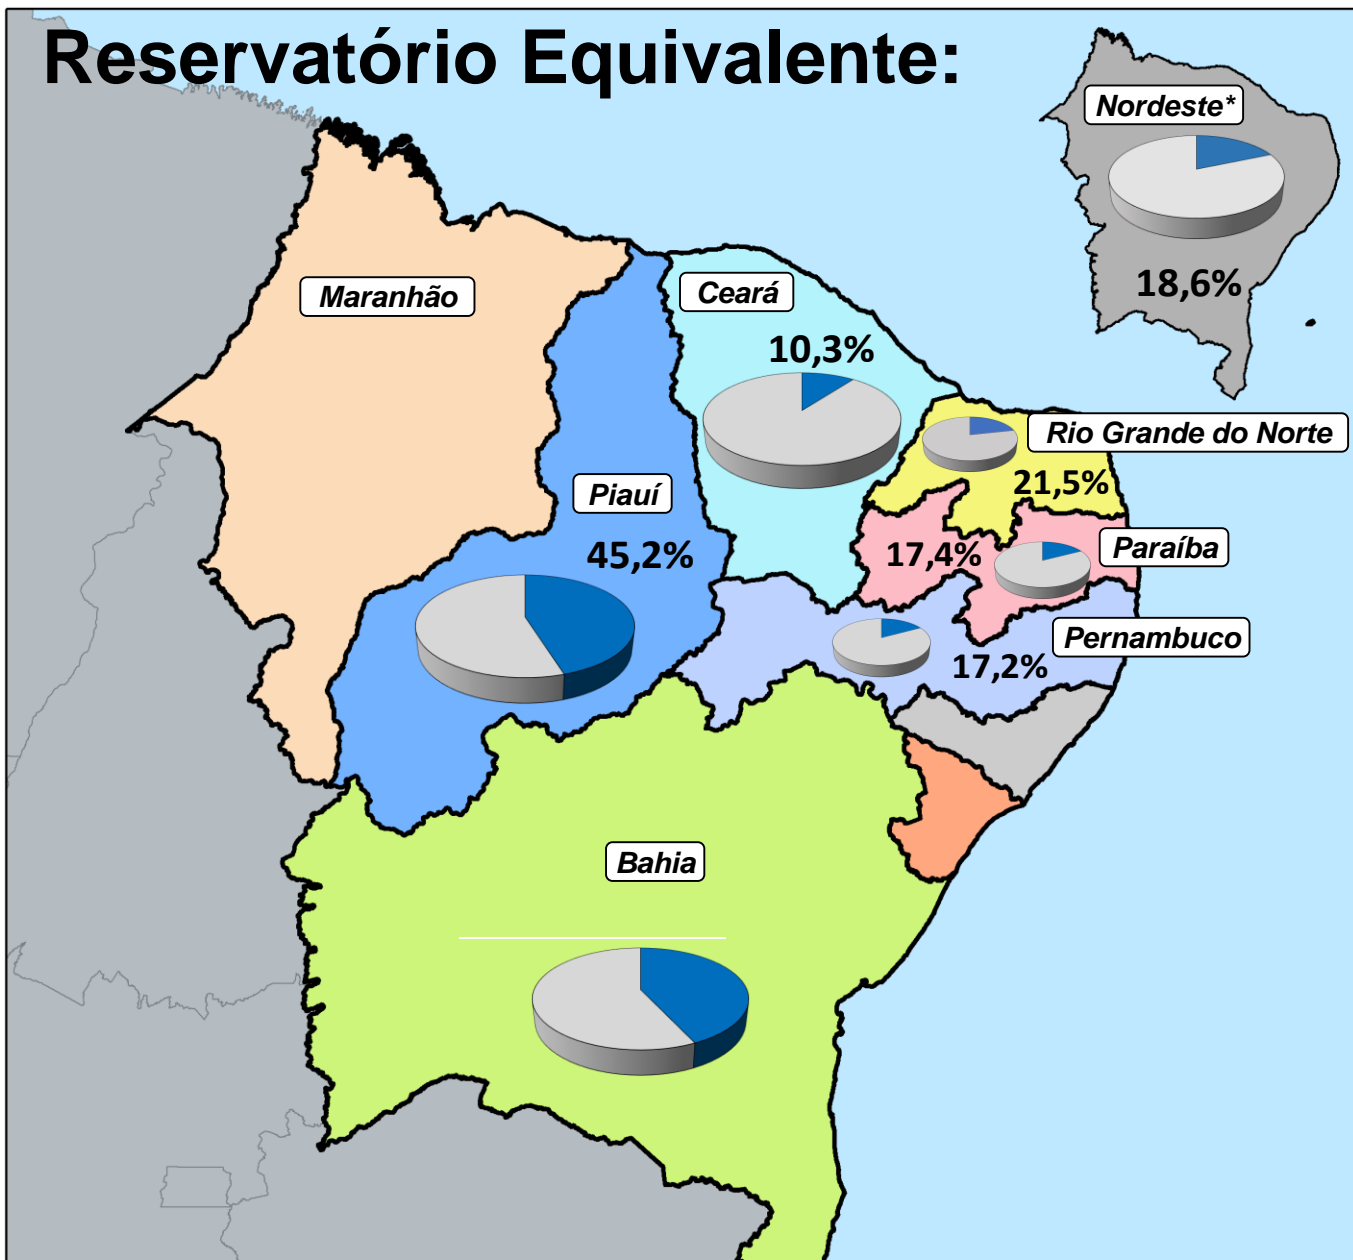 Reservatório Equivalente:
Nordeste*
18,6%
Maranhão
Ceará
10,3%
Rio Grande do Norte
21,5%
Piauí
45,2%
17,4%
Paraíba
Pernambuco
17,2%
Bahia